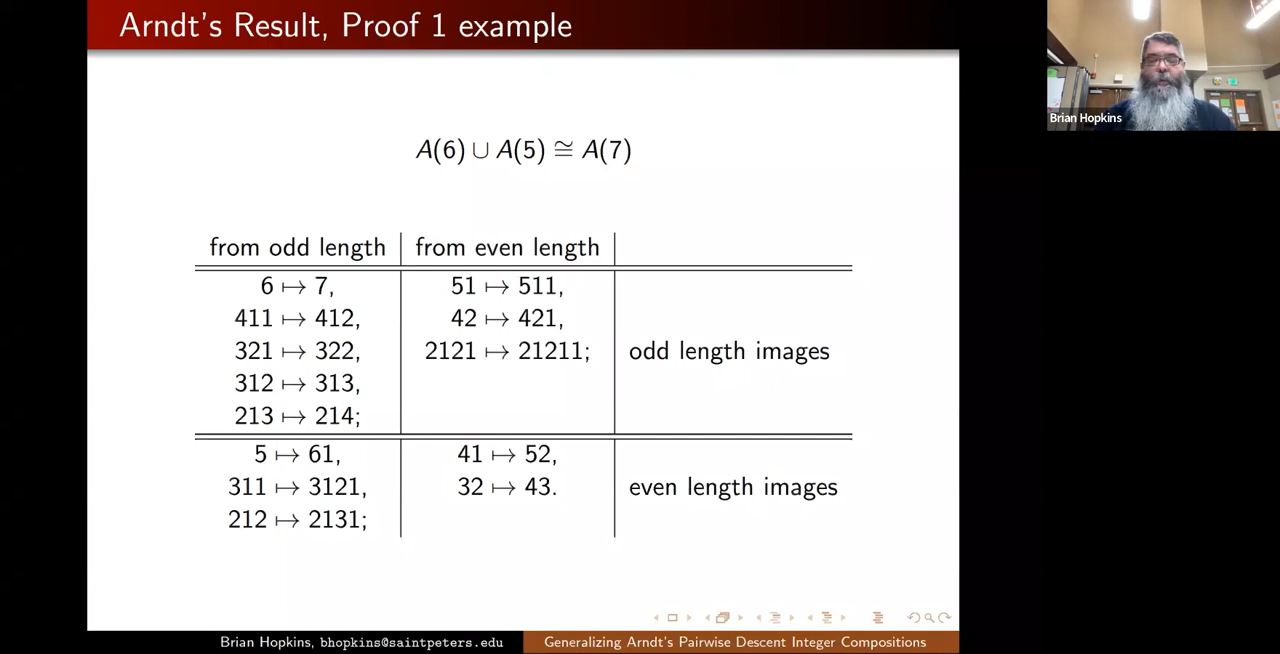 Arndt's Result, Proof 1 example
Brian Hopkins
A(6) ∪ A(5) ≅ A(7)
from odd length from even length
6 ↦ 7, 51 ↦ 511,
411 ↦ 412, 42 ↦ 421,
321 ↦ 322, 2121 ↦ 21211; odd length images
312 ↦ 313,
213 ↦ 214;
5 ↦ 61, 41 ↦ 52,
311 ↦ 3121, 32 ↦ 43. even length images
212 ↦ 2131;
Brian Hopkins, bhopkins@saintpeters.edu Generalizing Arndt's Pairwise Descent Integer Compositions